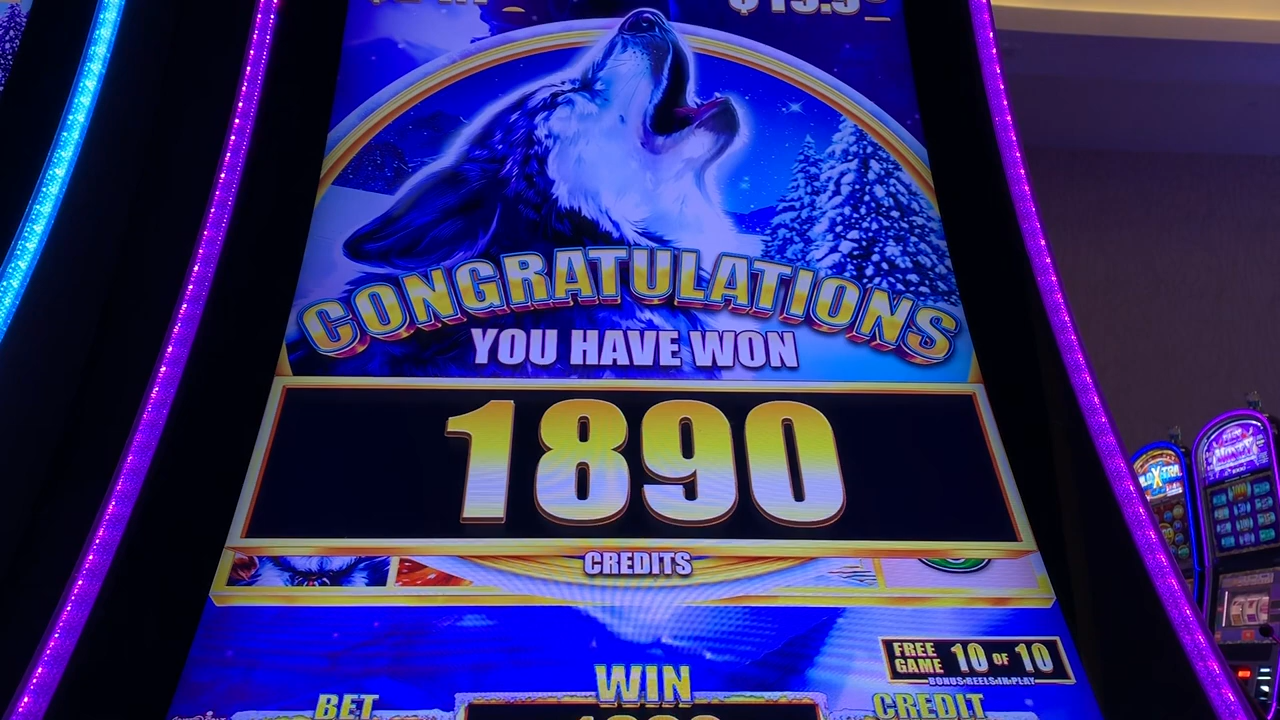 CONGRATULATIONS
YOU HAVE WON
1890
CREDITS
FREE GAME 10 OF 10
BONUS REELS IN PLAY
WIN
BET
CREDIT